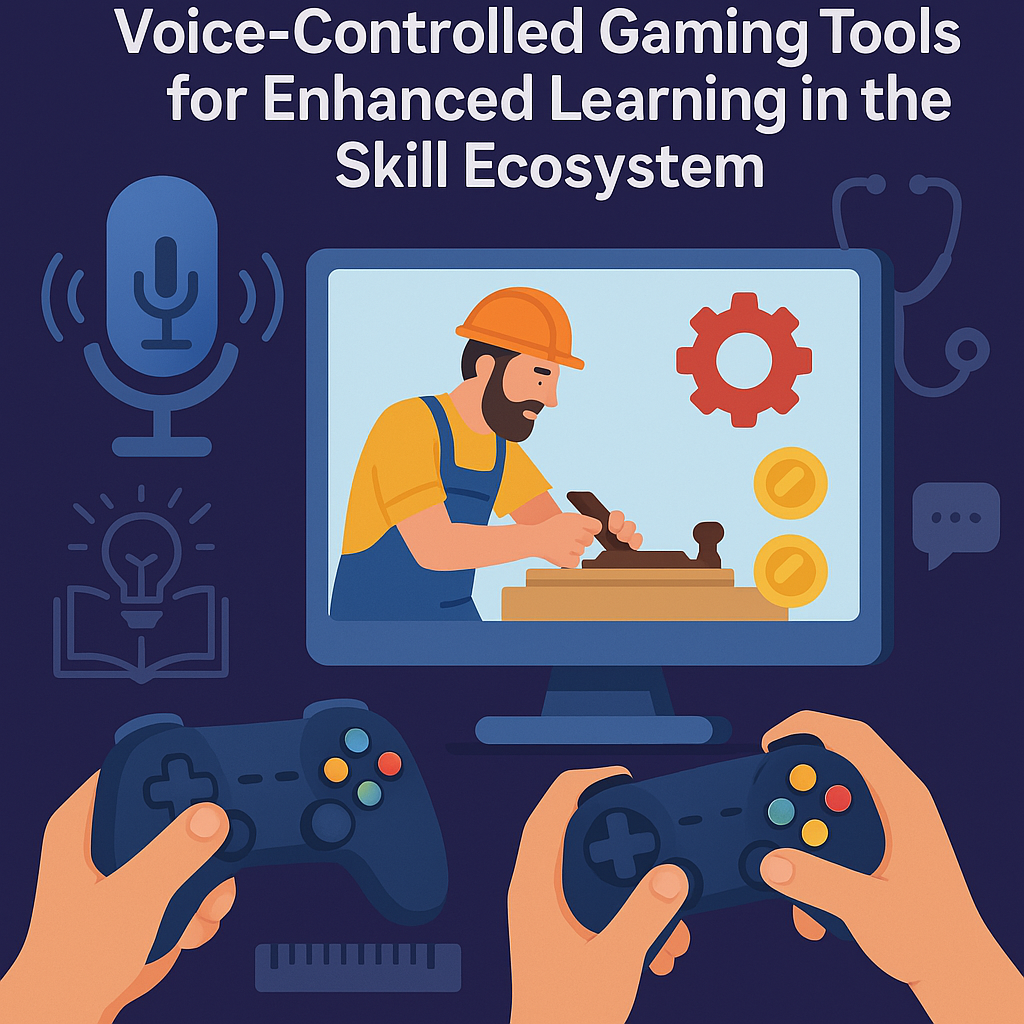 Voice-Controlled Gaming Tools
for Enhanced Learning in the
Skill Ecosystem